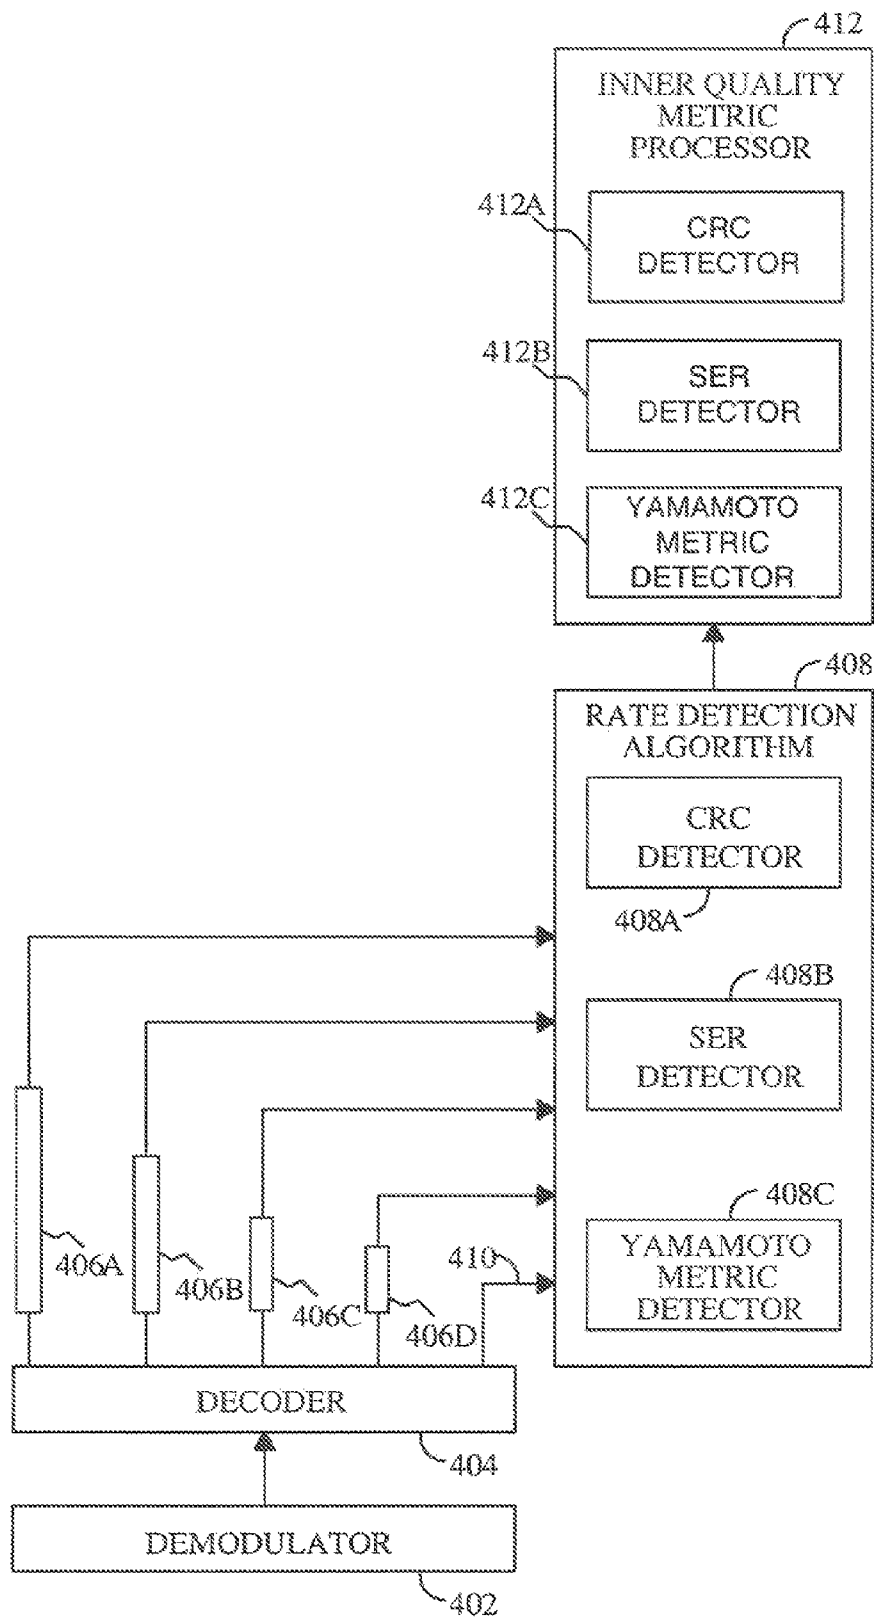 412
INNER QUALITY
METRIC
PROCESSOR
412A
CRC
DETECTOR
412B
SER
DETECTOR
412C
YAMAMOTO
METRIC
DETECTOR
408
RATE DETECTION
ALGORITHM
CRC
DETECTOR
408A
408B
SER
DETECTOR
408C
YAMAMOTO
METRIC
DETECTOR
406A
406B
406C
406D
410
DECODER
404
DEMODULATOR
402